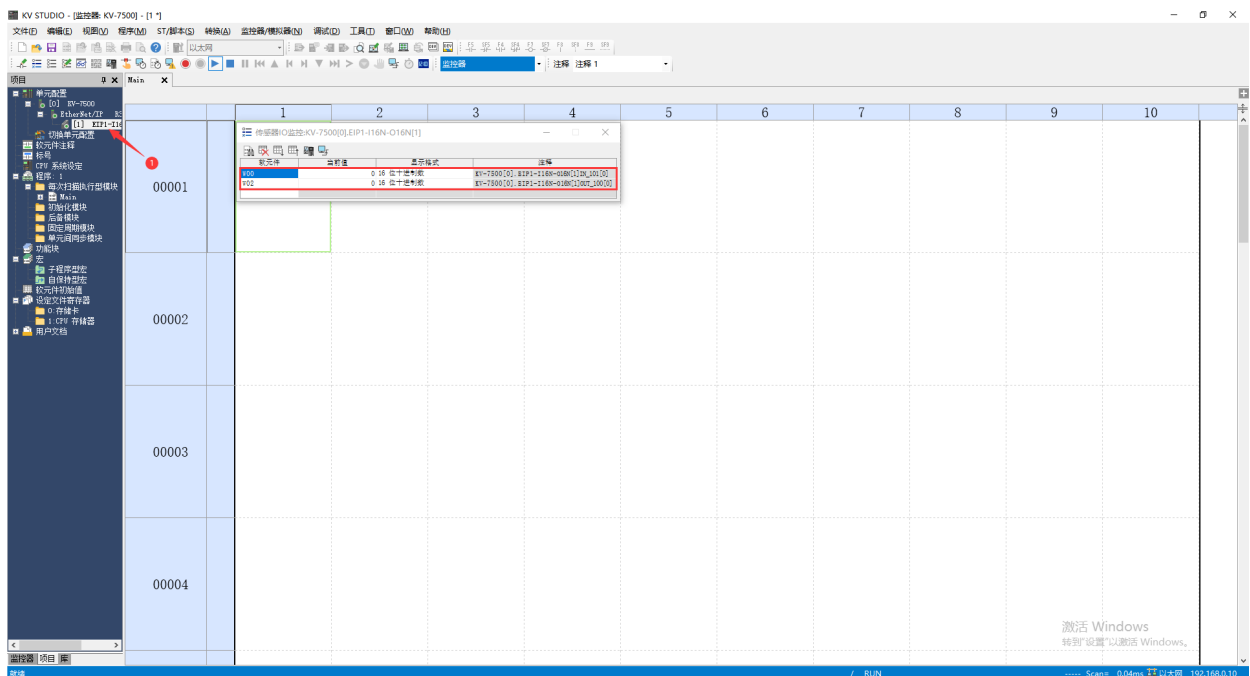 KV STUDIO - [监控器: KV-7500] - [1 *]
文件(F) 编辑(E) 视图(V) 程序(M) ST/脚本(S) 转换(A) 监控器/模拟器(N) 调试(D) 工具(T) 窗口(W) 帮助(H)
以太网
监控器 注释 注释 1
项目
Main
单元配置
[0] KV-7500
EtherNet/IP
[1] EIP1-I16
切换单元配置
软元件注释
标号
CPU 系统设定
程序: 1
每次扫描执行型模块
Main
初始化模块
后备模块
固定周期模块
单元间同步模块
功能块
宏
子程序型宏
自保持型宏
软元件初始值
设定文件寄存器
0: 存储卡
1: CPU 存储器
用户文档
1
1 2 3 4 5 6 7 8 9 10
传感器IO监控:KV-7500[0].EIP1-I16N-O16N[1]
软元件 当前值 显示格式 注释
W00 0 16 位十进制数 KV-7500[0].EIP1-I16N-O16N[1]IN_101[0]
W02 0 16 位十进制数 KV-7500[0].EIP1-I16N-O16N[1]OUT_100[0]
00001
00002
00003
00004
激活 Windows
转到"设置"以激活 Windows。
监控器 项目 库
就绪 / RUN ----- Scan= 0.04ms 以太网 192.168.0.10